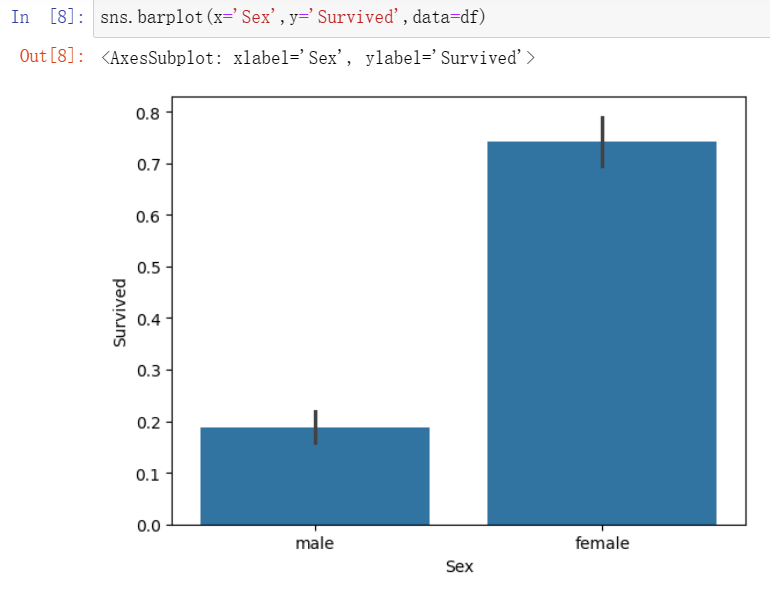 In [8]: sns.barplot(x='Sex',y='Survived',data=df)
Out[8]: <AxesSubplot: xlabel='Sex', ylabel='Survived'>
0.8
0.7
0.6
0.5
0.4
0.3
0.2
0.1
0.0
Survived
male female
Sex